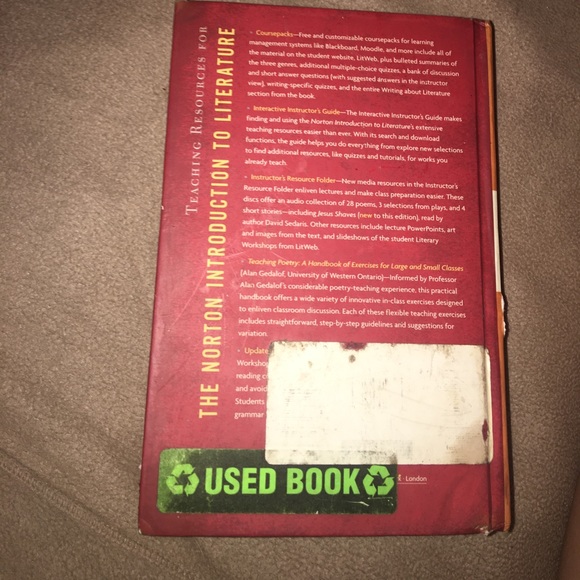 TEACHING RESOURCES FOR
THE NORTON INTRODUCTION TO LITERATURE
• Coursepacks—Free and customizable coursepacks for learning
management systems like Blackboard, Moodle, and more include all of
the material on the student website, LitWeb, plus bulleted summaries of
the three genres, additional multiple-choice quizzes, a bank of discussion
and short answer questions (with suggested answers in the instructor
view), writing-specific quizzes, and the entire Writing about Literature
section from the book.
• Interactive Instructor's Guide—The Interactive Instructor's Guide makes
finding and using the Norton Introduction to Literature's extensive
teaching resources easier than ever. With its search and download
functions, the guide helps you do everything from explore new selections
to find additional resources, like quizzes and tutorials, for works you
already teach.
• Instructor's Resource Folder—New media resources in the Instructor's
Resource Folder enliven lectures and make class preparation easier. These
discs offer an audio collection of 28 poems, 3 selections from plays, and 4
short stories—including Jesus Shaves (new to this edition), read by
author David Sedaris. Other resources include lecture PowerPoints, art
and images from the text, and slideshows of the student Literary
Workshops from LitWeb.
• Teaching Poetry: A Handbook of Exercises for Large and Small Classes
(Alan Gedalof, University of Western Ontario)—Informed by Professor
Alan Gedalof's considerable poetry-teaching experience, this practical
handbook offers a wide variety of innovative in-class exercises designed
to enliven classroom discussion. Each of these flexible teaching exercises
includes straightforward, step-by-step guidelines and suggestions for
variation.
• Update
Workshop
reading
and avoid
Students
grammar
USED BOOK
• London